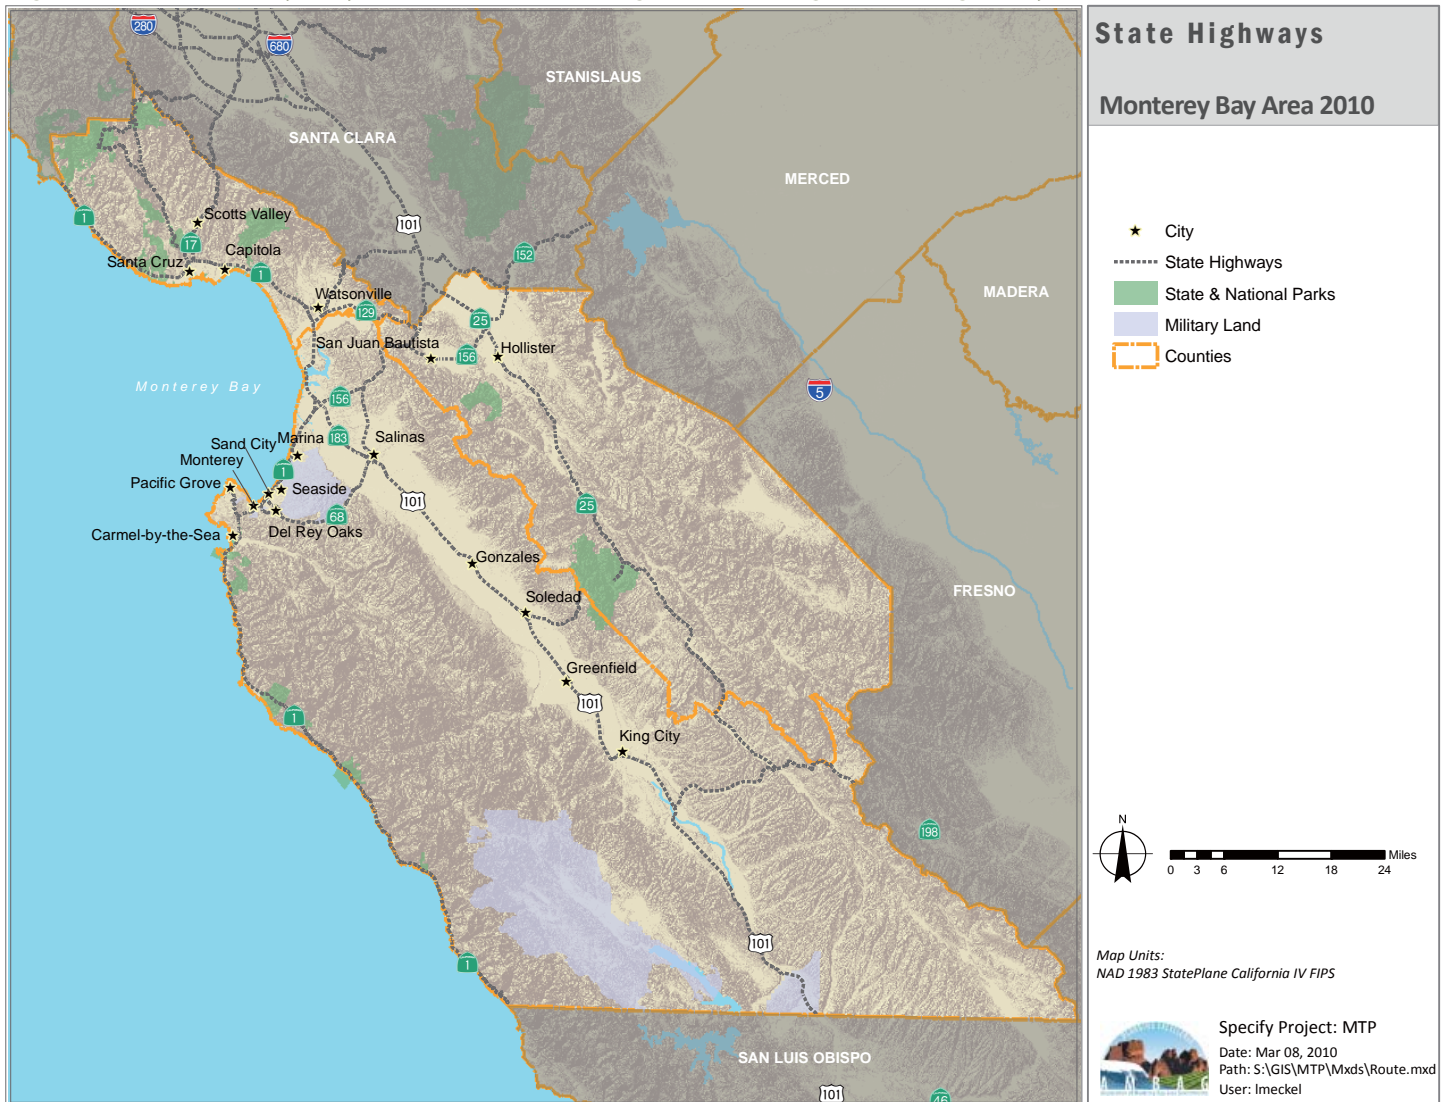 State Highways
Monterey Bay Area 2010
City
State Highways
State & National Parks
Military Land
Counties
N
Miles
0 3 6 12 18 24
Map Units:
NAD 1983 StatePlane California IV FIPS
Specify Project: MTP
Date: Mar 08, 2010
Path: S:\GIS\MTP\Mxds\Route.mxd
User: lmeckel
AMBAG
280
680
STANISLAUS
SANTA CLARA
MERCED
1
Scotts Valley
101
17
Capitola
152
Santa Cruz
1
MADERA
Watsonville
129
25
San Juan Bautista
156
Hollister
Monterey Bay
5
156
Sand City
Marina
183
Salinas
Monterey
1
Pacific Grove
Seaside
101
25
68
Carmel-by-the-Sea
Del Rey Oaks
Gonzales
FRESNO
Soledad
Greenfield
101
1
King City
198
101
1
SAN LUIS OBISPO
101
46